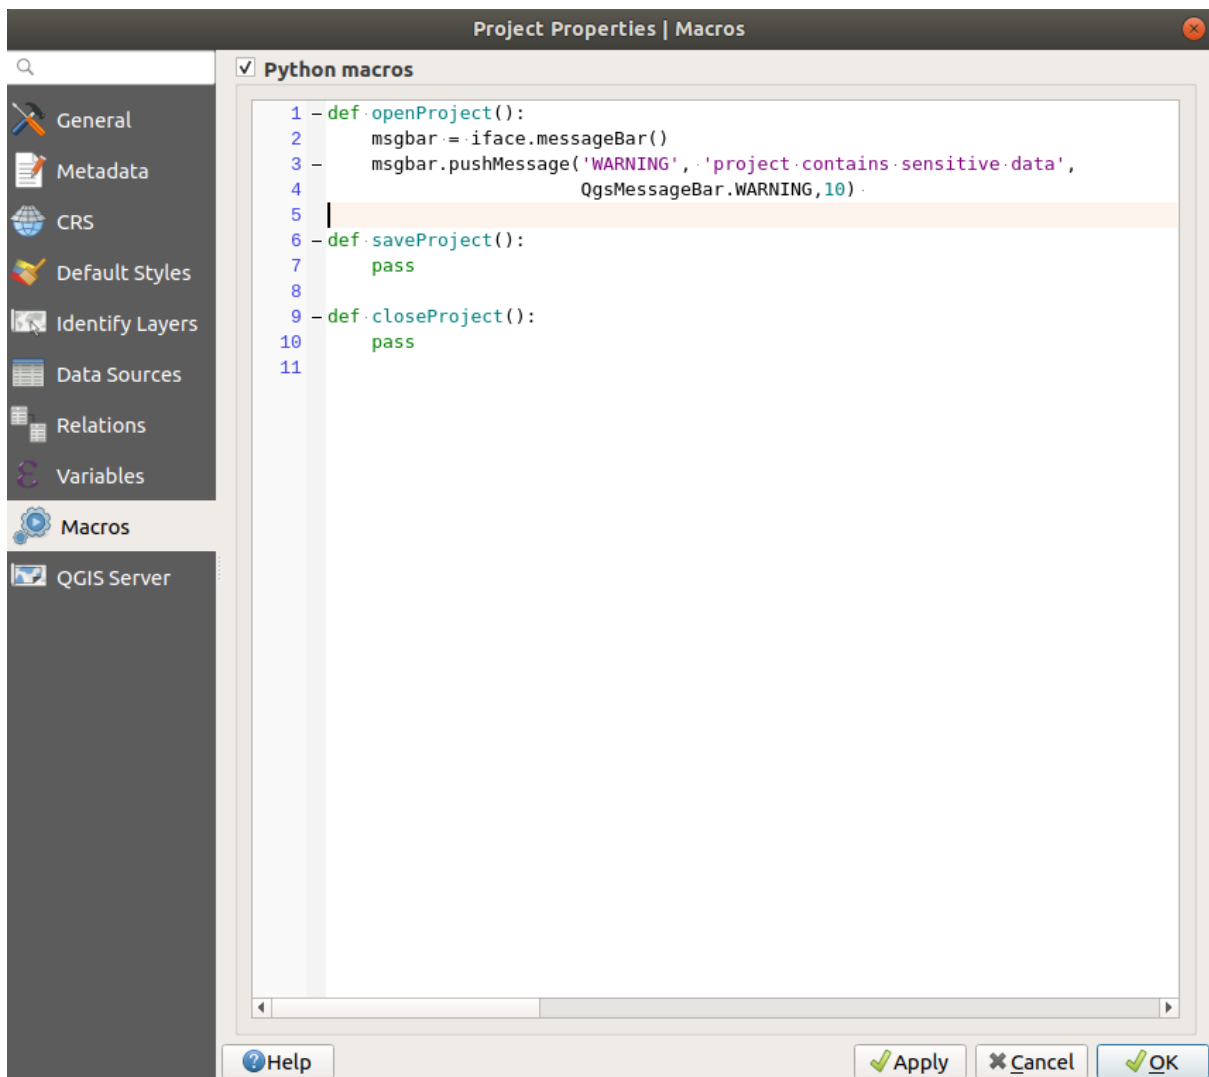 Project Properties | Macros
General
Metadata
CRS
Default Styles
Identify Layers
Data Sources
Relations
Variables
Macros
QGIS Server
Python macros
1 def openProject():
2     msgbar = iface.messageBar()
3     msgbar.pushMessage('WARNING', 'project contains sensitive data',
4                        QgsMessageBar.WARNING,10)
5
6 def saveProject():
7     pass
8
9 def closeProject():
10     pass
11
Help
Apply
Cancel
OK